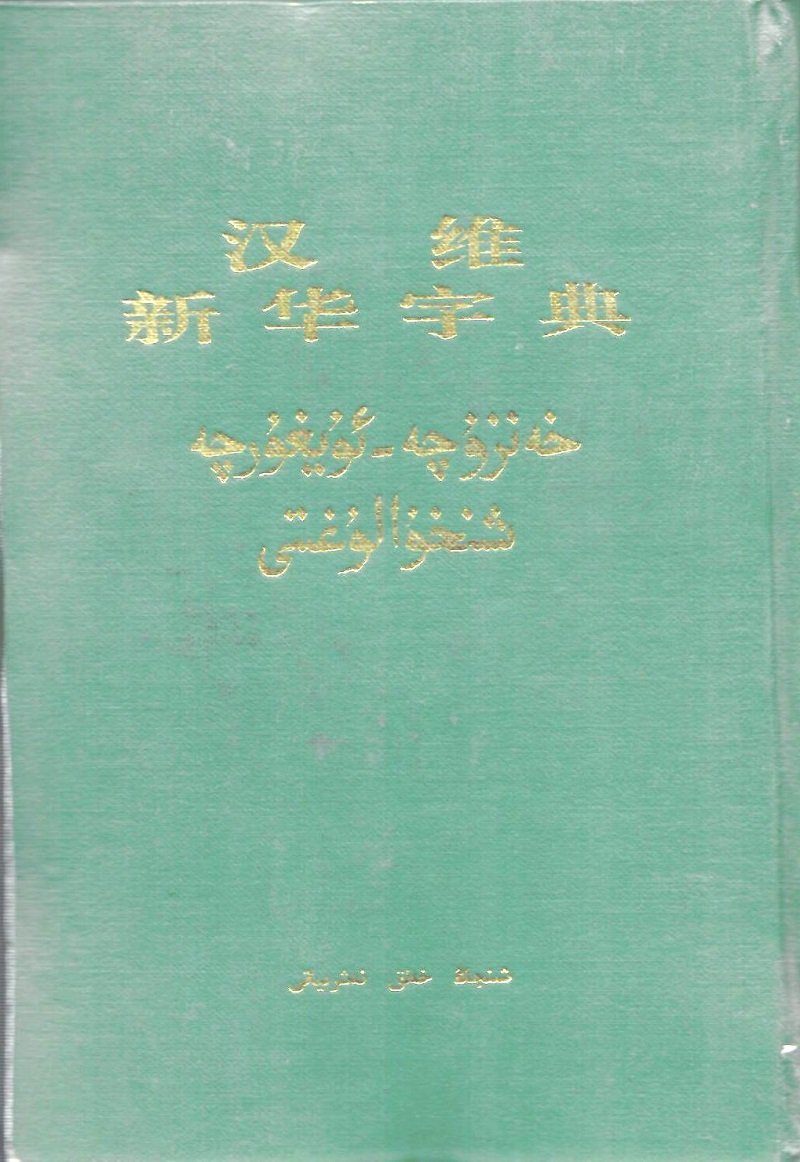 汉 维
新华字典
خەنزۇچە - ئۇيغۇرچە
شىنخۇا لۇغىتى
شىنجاڭ خەلق نەشرىياتى